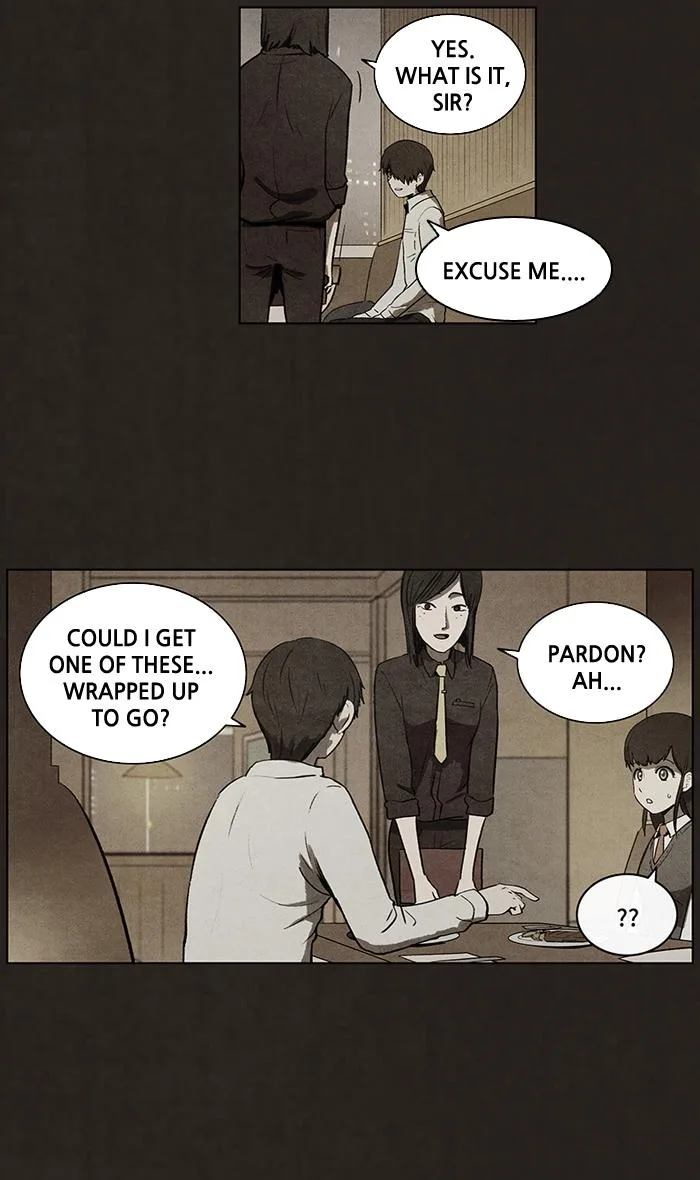 YES.
WHAT IS IT,
SIR?
EXCUSE ME....
COULD I GET
ONE OF THESE...
WRAPPED UP
TO GO?
PARDON?
AH...
??